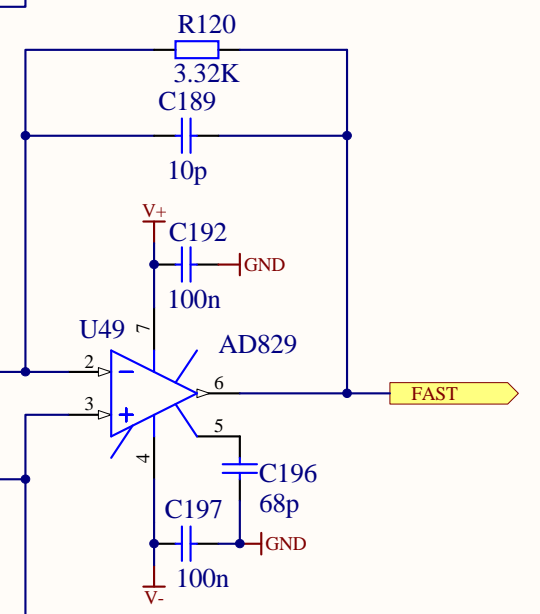 R120
3.32K
C189
10p
V+
C192
GND
100n
7
U49
AD829
2
6
FAST
3
5
4
C196
68p
C197
GND
100n
V-